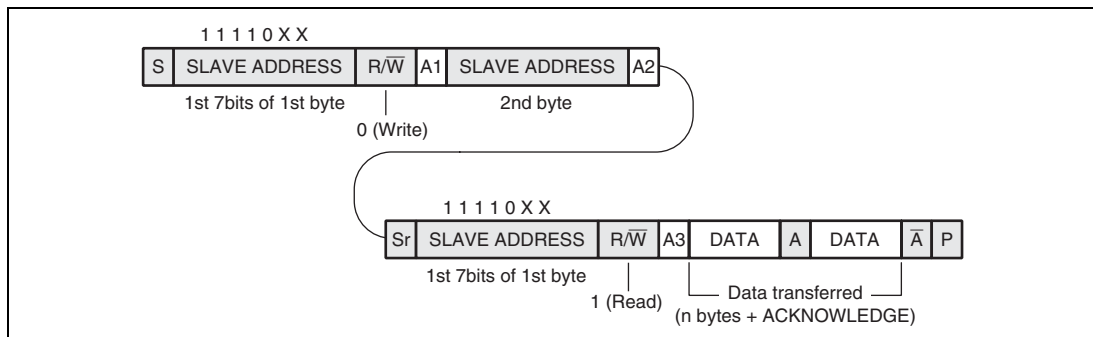 1 1 1 1 0 X X
S SLAVE ADDRESS R/W̅ A1 SLAVE ADDRESS A2
1st 7bits of 1st byte 2nd byte
0 (Write)
1 1 1 1 0 X X
Sr SLAVE ADDRESS R/W̅ A3 DATA A DATA A̅ P
1st 7bits of 1st byte
1 (Read) Data transferred
(n bytes + ACKNOWLEDGE)